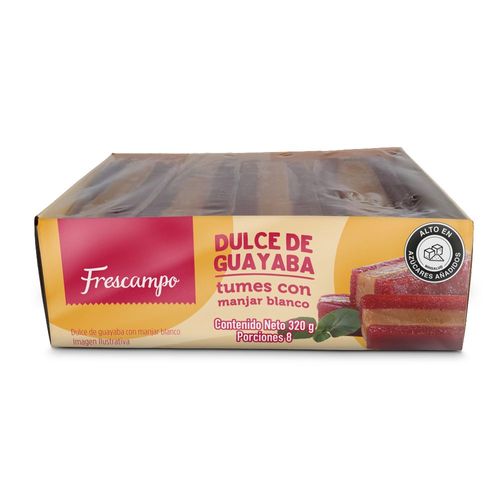 Frescampo
DULCE DE
GUAYABA
tumes con
manjar blanco
Contenido Neto 320 g
Porciones 8
Dulce de guayaba con manjar blanco
Imagen Ilustrativa
ALTO EN
AZÚCARES AÑADIDOS